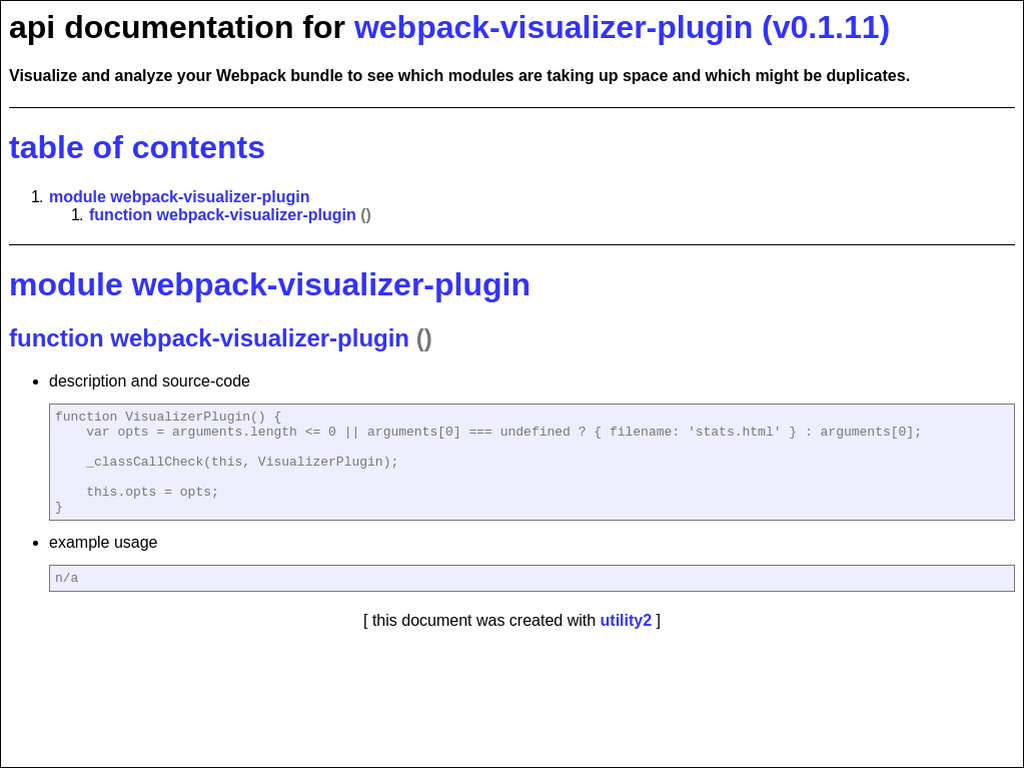 api documentation for webpack-visualizer-plugin (v0.1.11)
Visualize and analyze your Webpack bundle to see which modules are taking up space and which might be duplicates.
table of contents
1. module webpack-visualizer-plugin
1. function webpack-visualizer-plugin ()
module webpack-visualizer-plugin
function webpack-visualizer-plugin ()
• description and source-code
function VisualizerPlugin() {
    var opts = arguments.length <= 0 || arguments[0] === undefined ? { filename: 'stats.html' } : arguments[0];
    _classCallCheck(this, VisualizerPlugin);
    this.opts = opts;
}
• example usage
n/a
[ this document was created with utility2 ]